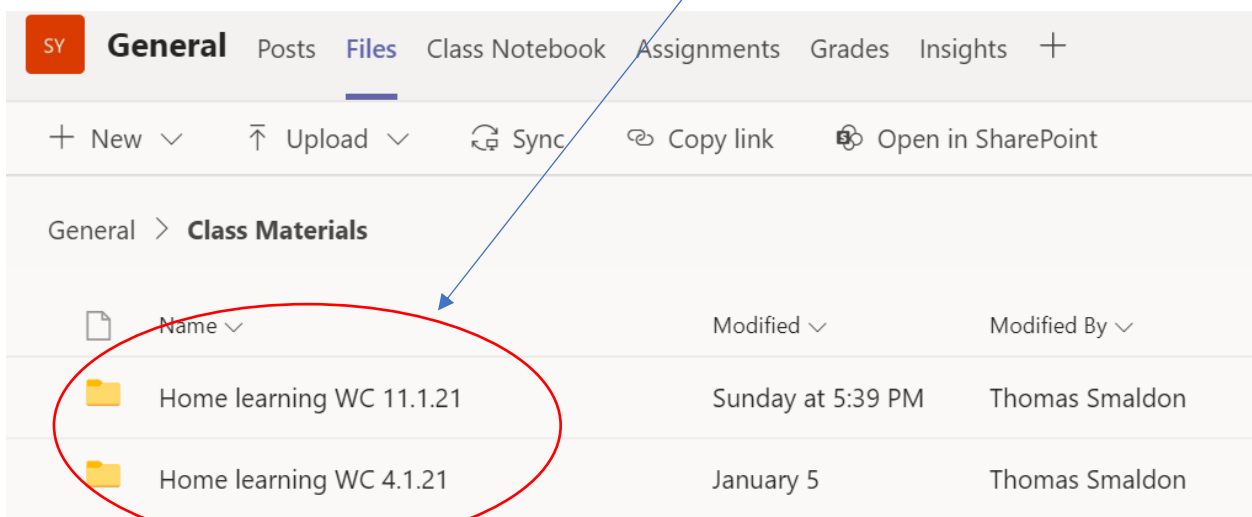 SY General Posts Files Class Notebook Assignments Grades Insights
New Upload Sync Copy link Open in SharePoint
General > Class Materials
Name Modified Modified By
Home learning WC 11.1.21 Sunday at 5:39 PM Thomas Smaldon
Home learning WC 4.1.21 January 5 Thomas Smaldon